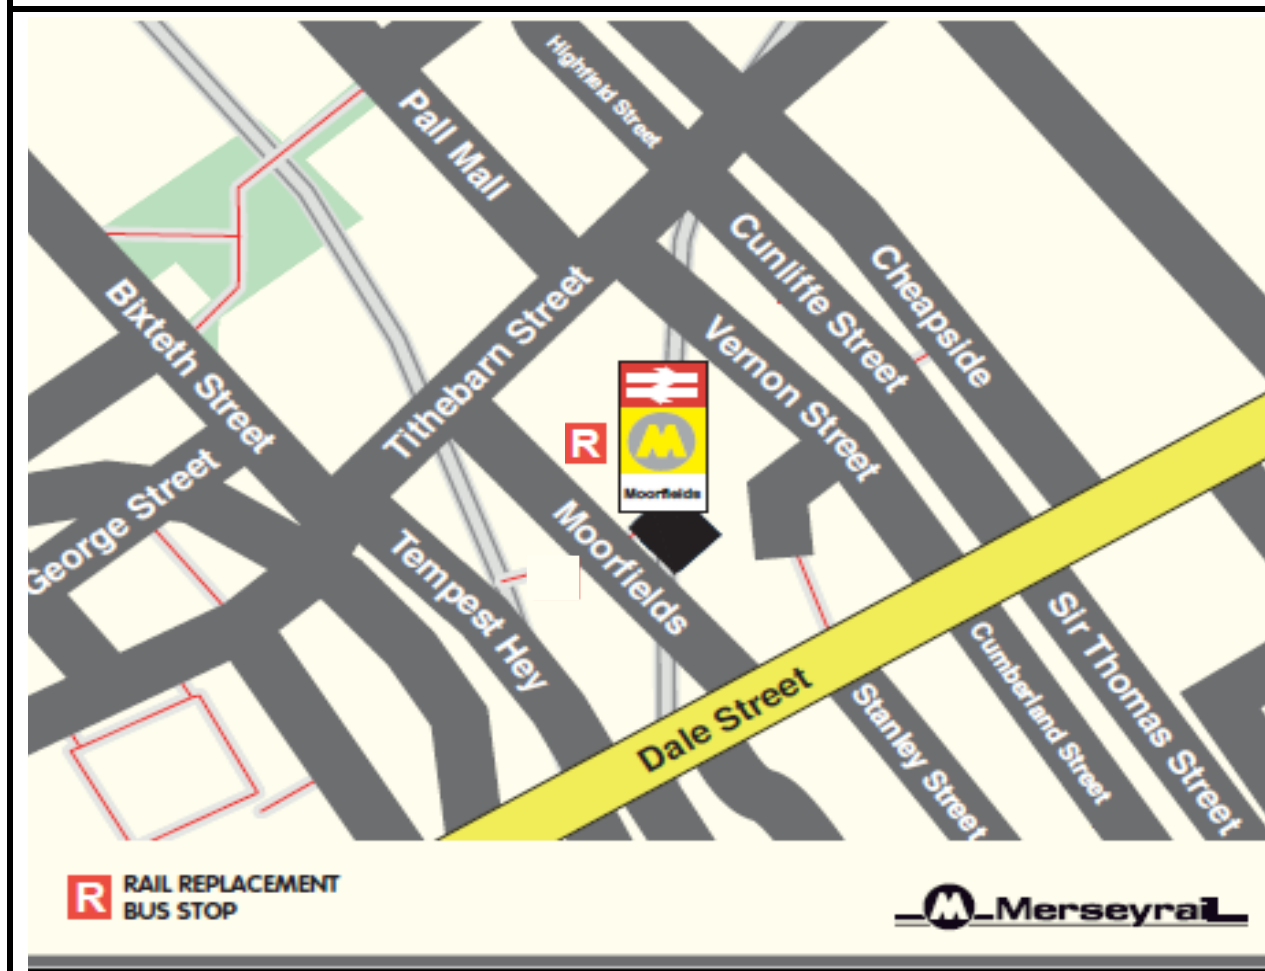 Highfield Street
Pall Mall
Cunliffe Street
Cheapside
Bixteth Street
Tithebarn Street
Vernon Street
R
M
Moorfields
George Street
Moorfields
Tempest Hey
Dale Street
Stanley Street
Cumberland Street
Sir Thomas Street
R RAIL REPLACEMENT
BUS STOP
M Merseyrail